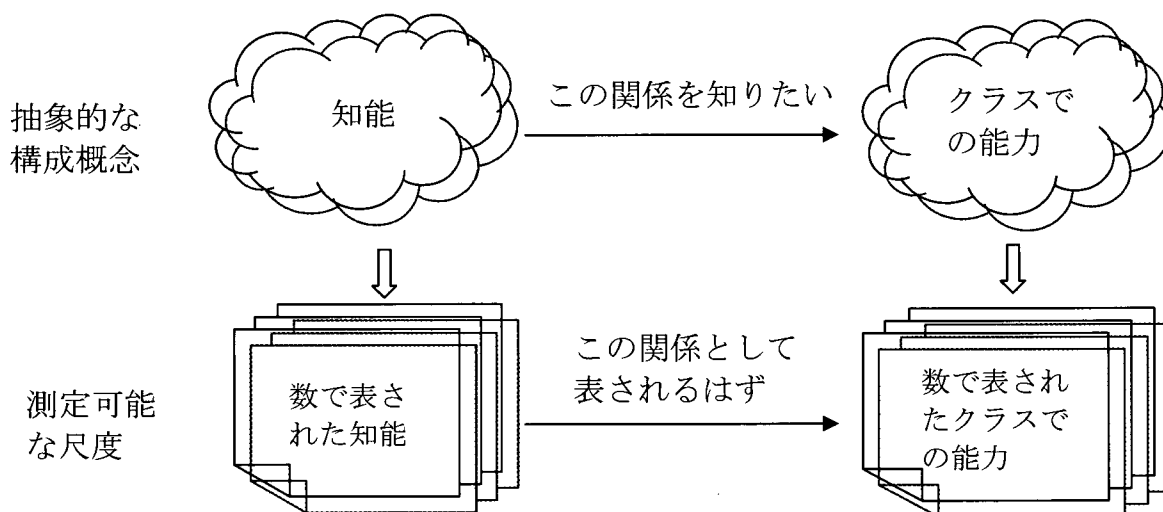 抽象的な
構成概念
知能
この関係を知りたい
クラスで
の能力
測定可能
な尺度
数で表さ
れた知能
この関係として
表されるはず
数で表され
たクラスで
の能力